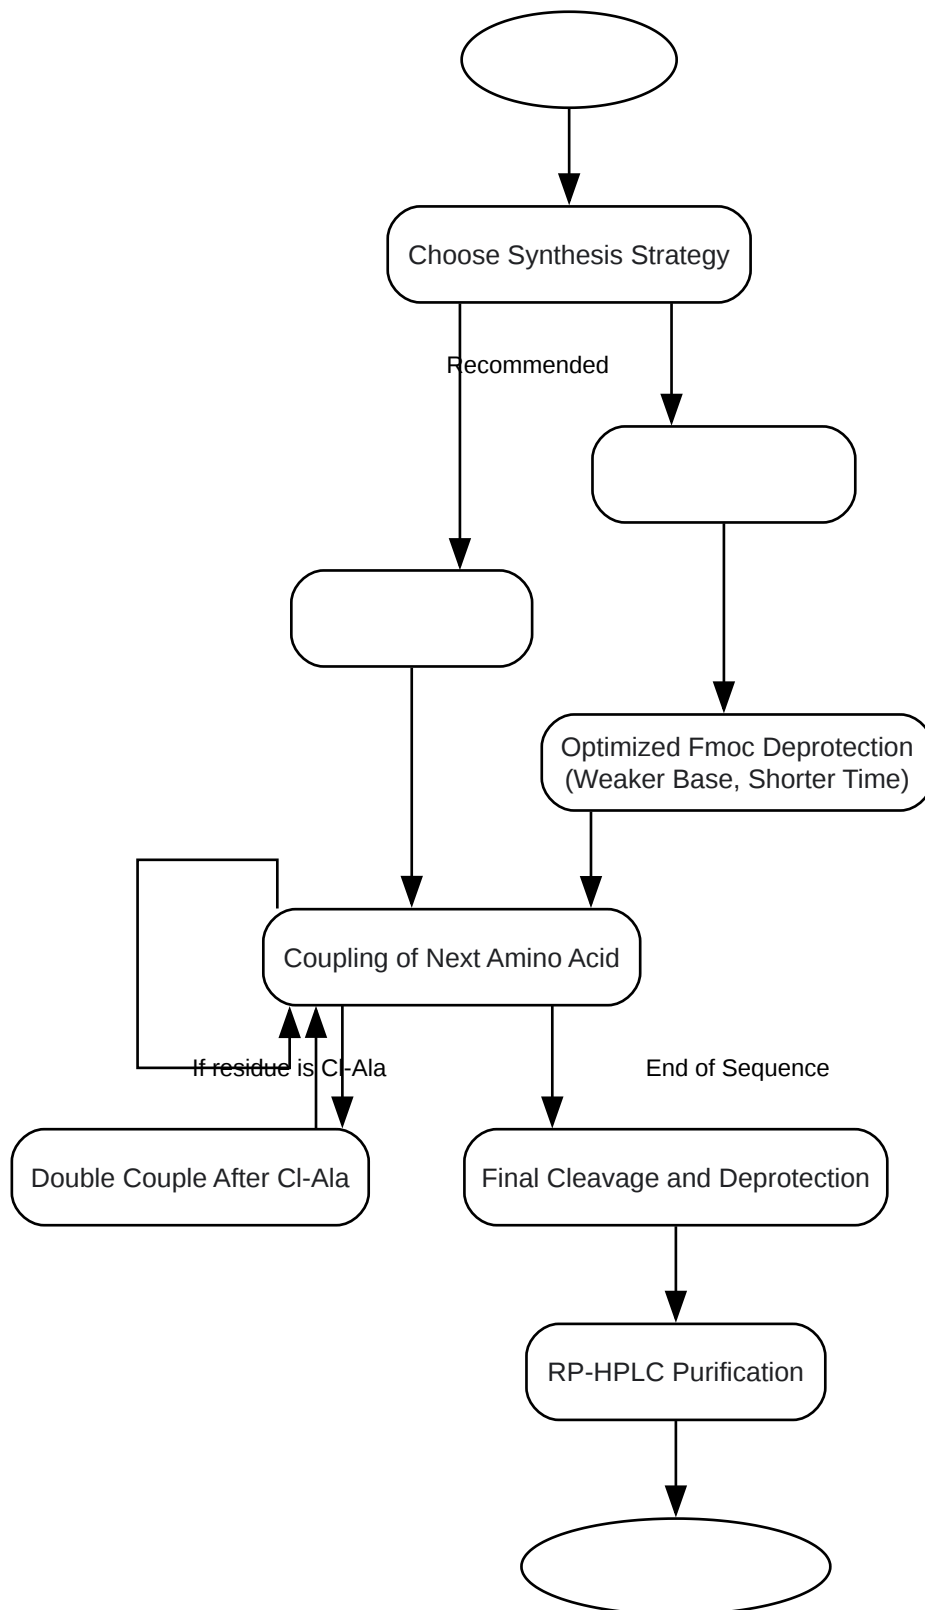 Choose Synthesis Strategy
Recommended
Optimized Fmoc Deprotection
(Weaker Base, Shorter Time)
Coupling of Next Amino Acid
If residue is Cl-Ala
End of Sequence
Double Couple After Cl-Ala
Final Cleavage and Deprotection
RP-HPLC Purification